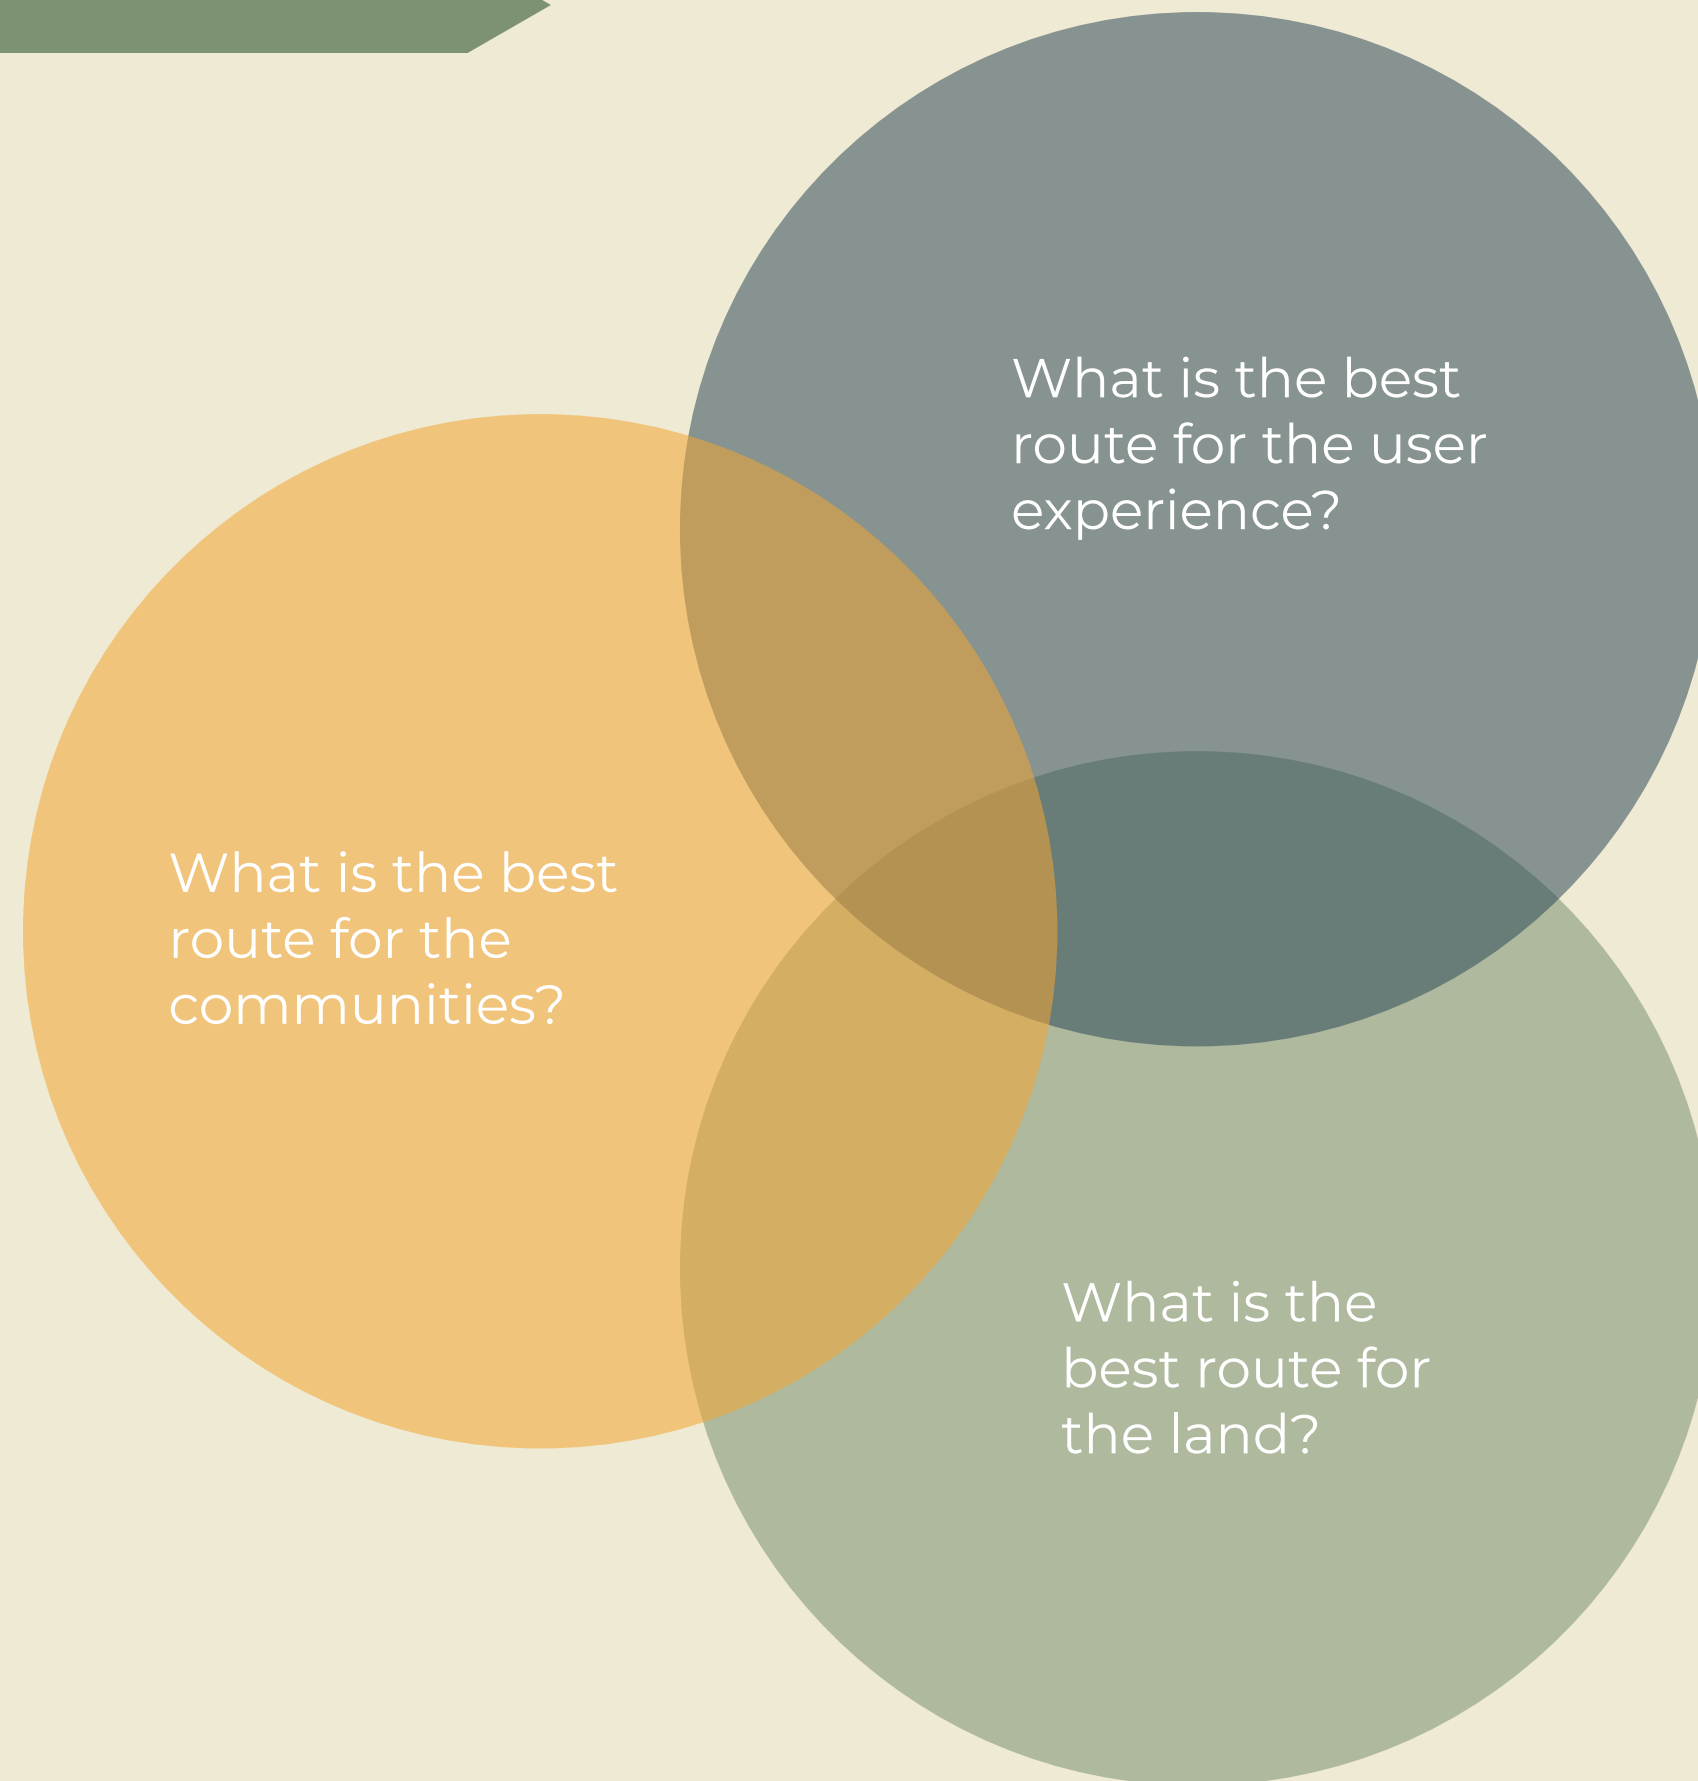 What is the best
route for the user
experience?
What is the best
route for the
communities?
What is the
best route for
the land?